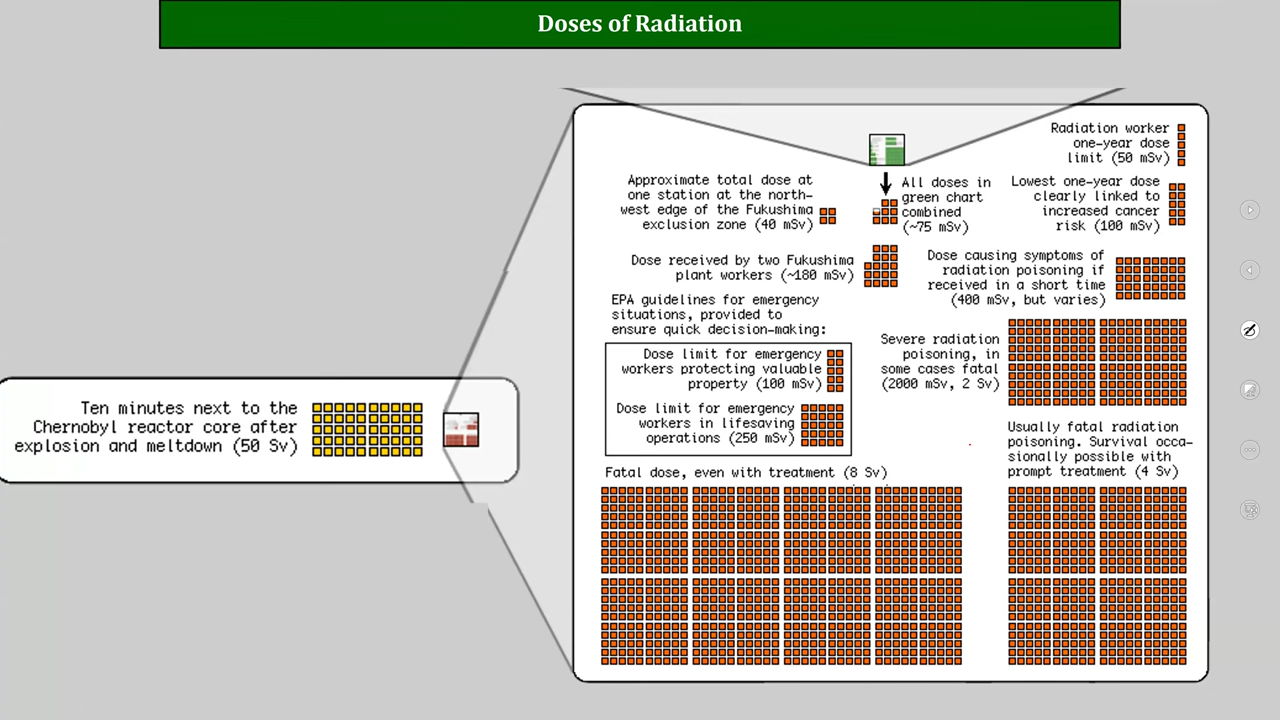 Doses of Radiation
Radiation worker
one-year dose
limit (50 mSv)
Approximate total dose at
one station at the north-
west edge of the Fukushima
exclusion zone (40 mSv)
All doses in
green chart
combined
(~75 mSv)
Lowest one-year dose
clearly linked to
increased cancer
risk (100 mSv)
Dose received by two Fukushima
plant workers (~180 mSv)
Dose causing symptoms of
radiation poisoning if
received in a short time
(400 mSv, but varies)
EPA guidelines for emergency
situations, provided to
ensure quick decision-making:
Dose limit for emergency
workers protecting valuable
property (100 mSv)
Dose limit for emergency
workers in lifesaving
operations (250 mSv)
Severe radiation
poisoning, in
some cases fatal
(2000 mSv, 2 Sv)
Usually fatal radiation
poisoning. Survival occa-
sionally possible with
prompt treatment (4 Sv)
Fatal dose, even with treatment (8 Sv)
Ten minutes next to the
Chernobyl reactor core after
explosion and meltdown (50 Sv)